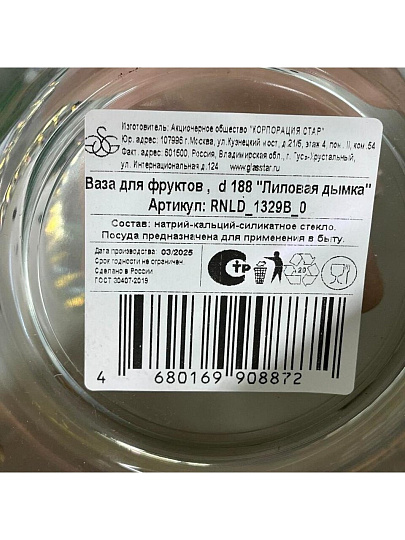 Изготовитель: Акционерное общество "КОРПОРАЦИЯ СТАР"
Юр. адрес: 107996 г.Москва, ул.Кузнецкий мост, д.21/5, этаж 4, пом. II, ком.54
Факт. адрес: 601500, Россия, Владимирская обл., г. Гусь-Хрустальный,
ул. Интернациональная д.124 www.glasstar.ru
Ваза для фруктов , d 188 "Лиловая дымка"
Артикул: RNLD_1329B_0
Состав: натрий-кальций-силикатное стекло.
Посуда предназначена для применения в быту.
Дата производства: 03/2025
Срок годности не ограничен
Сделано в России
ГОСТ 30407-2019
4 680169 908872